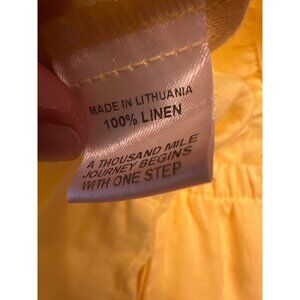 MADE IN LITHUANIA
100% LINEN
A THOUSAND MILE
JOURNEY BEGINS
WITH ONE STEP